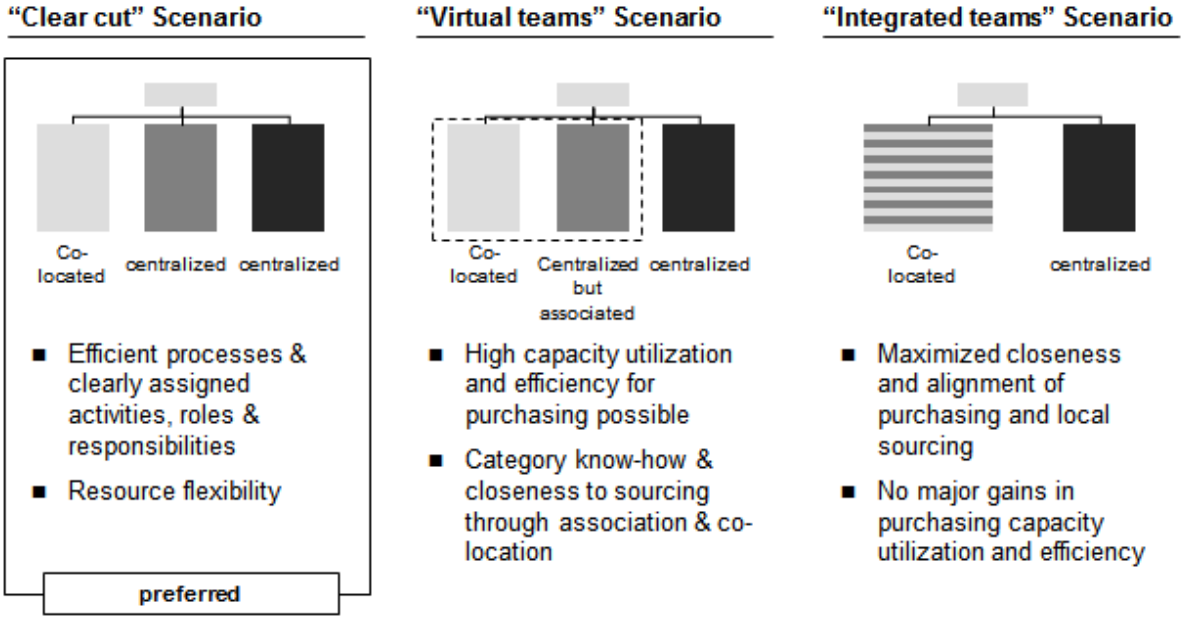 “Clear cut” Scenario
Co-
located
centralized
centralized
■ Efficient processes &
clearly assigned
activities, roles &
responsibilities
■ Resource flexibility
preferred
“Virtual teams” Scenario
Co-
located
Centralized
but
associated
centralized
■ High capacity utilization
and efficiency for
purchasing possible
■ Category know-how &
closeness to sourcing
through association & co-
location
“Integrated teams” Scenario
Co-
located
centralized
■ Maximized closeness
and alignment of
purchasing and local
sourcing
■ No major gains in
purchasing capacity
utilization and efficiency